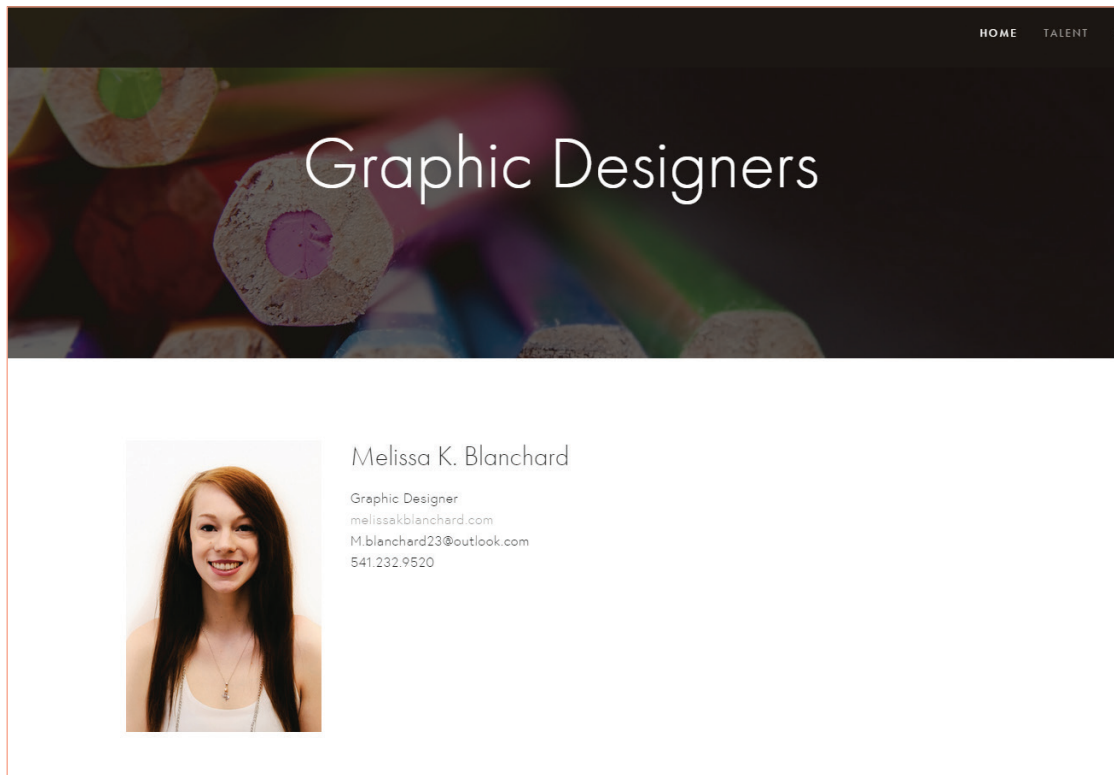 HOME TALENT
Graphic Designers
Melissa K. Blanchard
Graphic Designer
melissakblanchard.com
M.blanchard23@outlook.com
541.232.9520